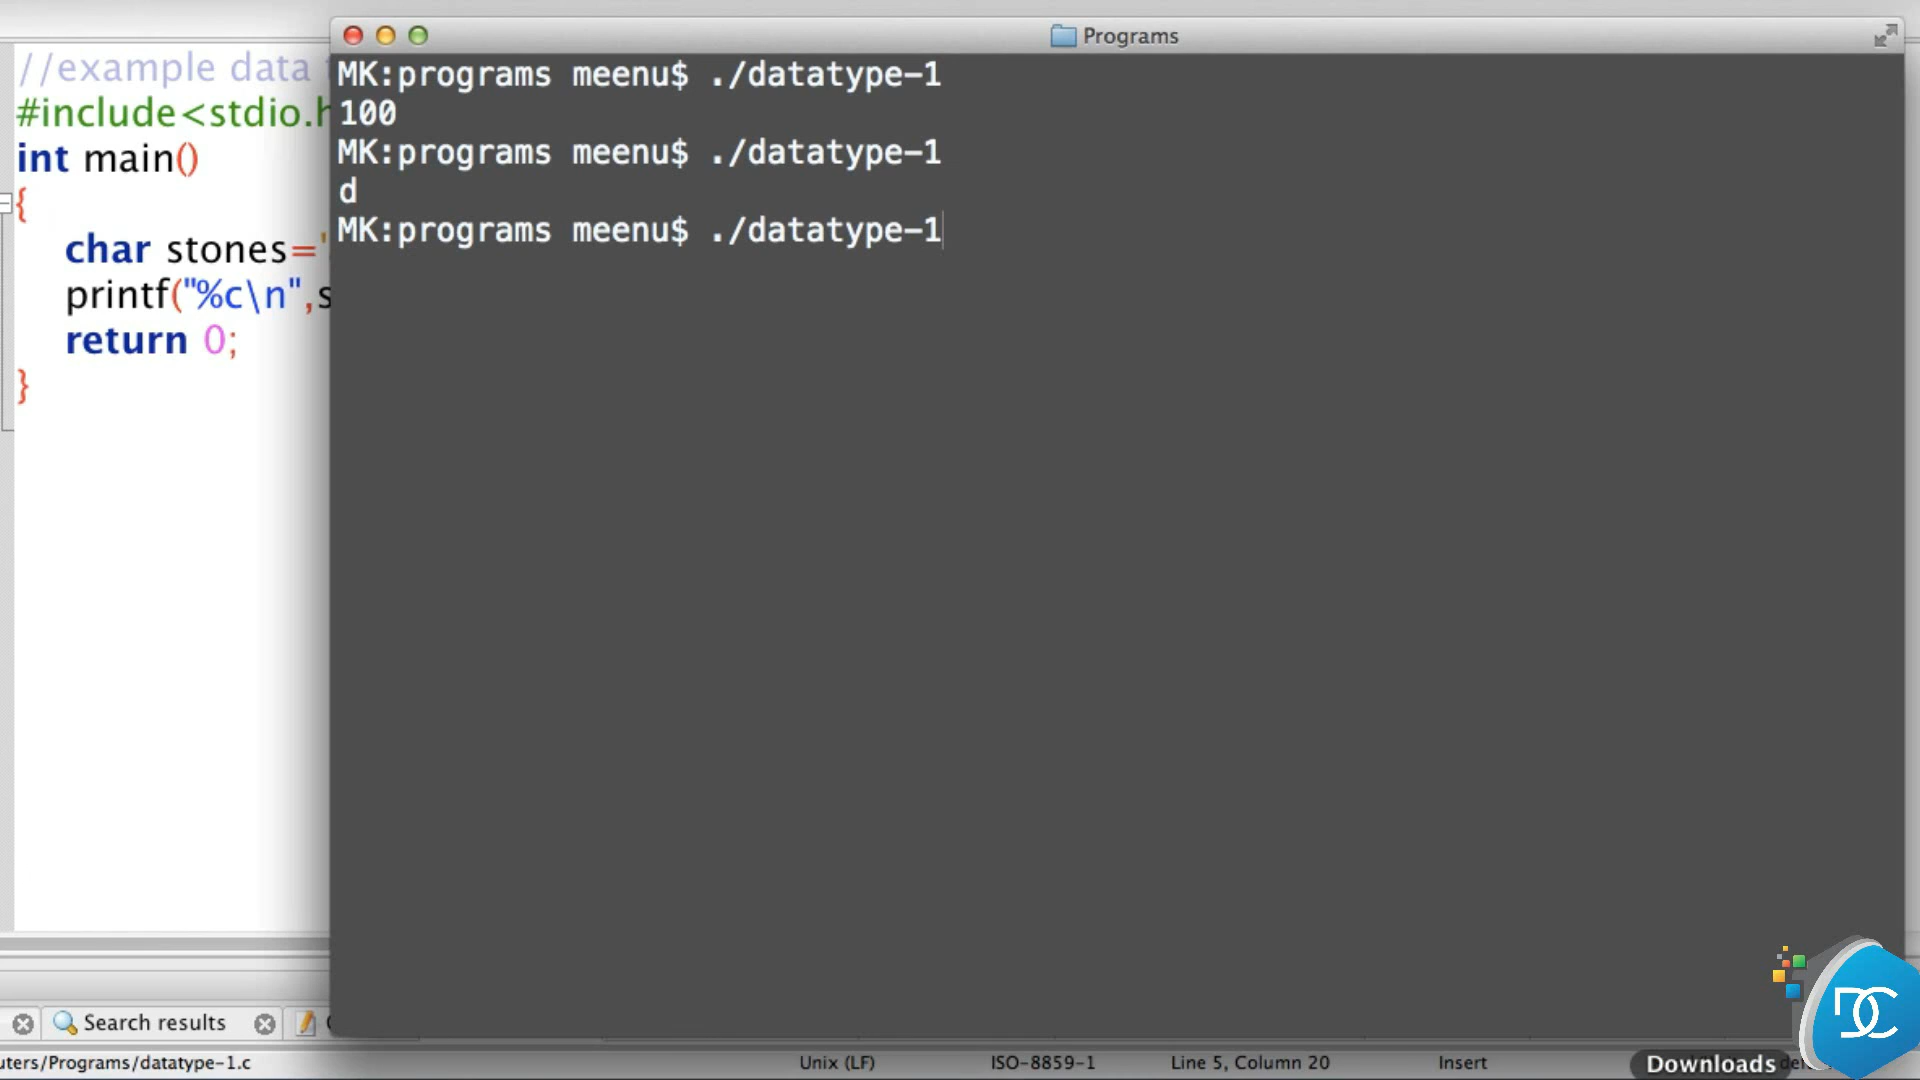 Programs
//example data
#include<stdio.h
int main()
{
char stones='
printf("%c\n",s
return 0;
}
MK:programs meenu$ ./datatype-1
100
MK:programs meenu$ ./datatype-1
d
MK:programs meenu$ ./datatype-1
Search results
uters/Programs/datatype-1.c
Unix (LF)
ISO-8859-1
Line 5, Column 20
Insert
Downloads
DC